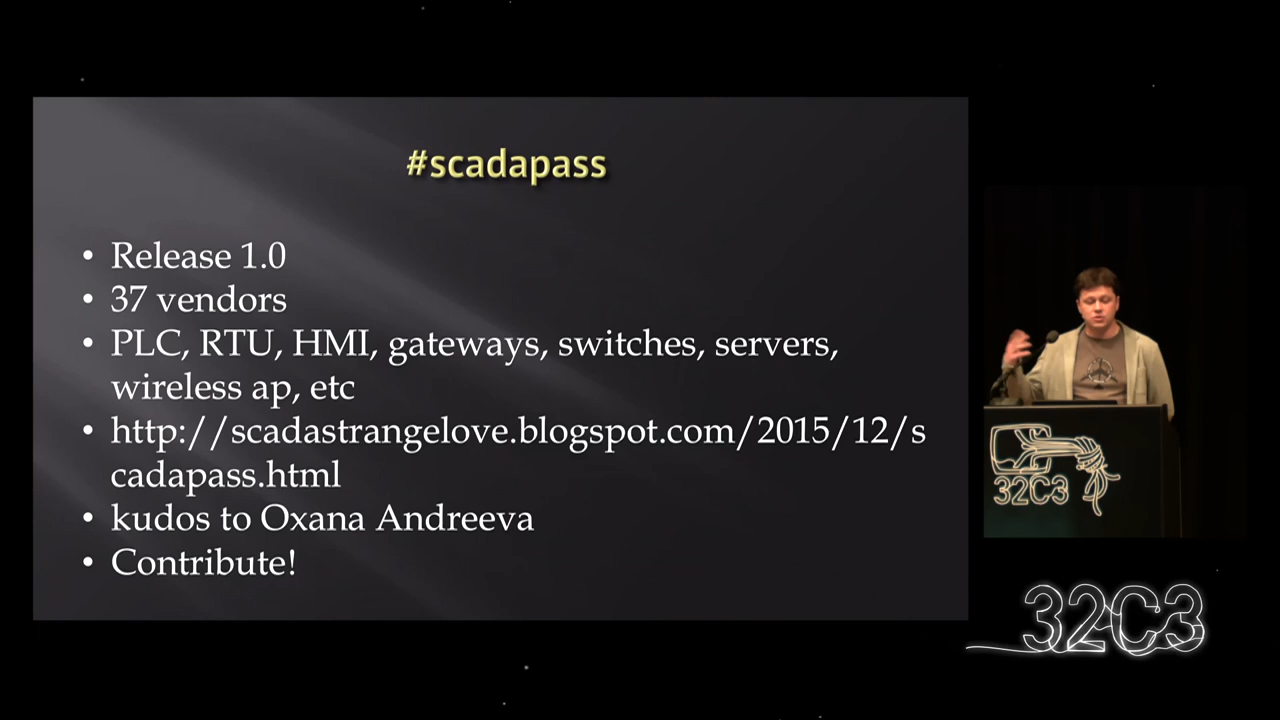 #scadapass
• Release 1.0
• 37 vendors
• PLC, RTU, HMI, gateways, switches, servers,
wireless ap, etc
• http://scadastrangelove.blogspot.com/2015/12/s
cadapass.html
• kudos to Oxana Andreeva
• Contribute!
32C3
32C3